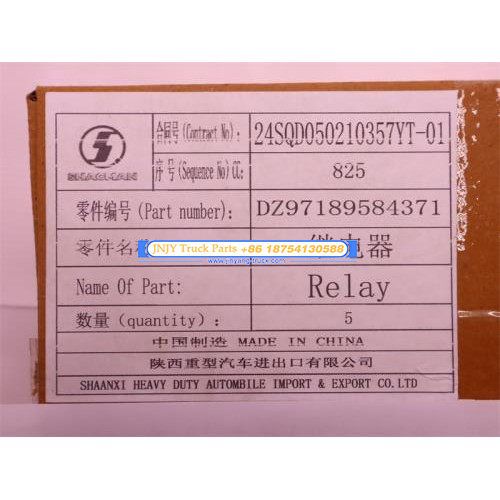 SHACMAN
合同号(Contract No): 24SQD050210357YT-01
序号(Sequence No)CC: 825
零件编号(Part number): DZ97189584371
零件名
继电器
JNJY Truck Parts +86 18754130588
www.jinyang-truck.com
Name Of Part: Relay
数量(quantity): 5
中国制造 MADE IN CHINA
陕西重型汽车进出口有限公司
SHAANXI HEAVY DUTY AUTOMBILE IMPORT & EXPORT CO.LTD